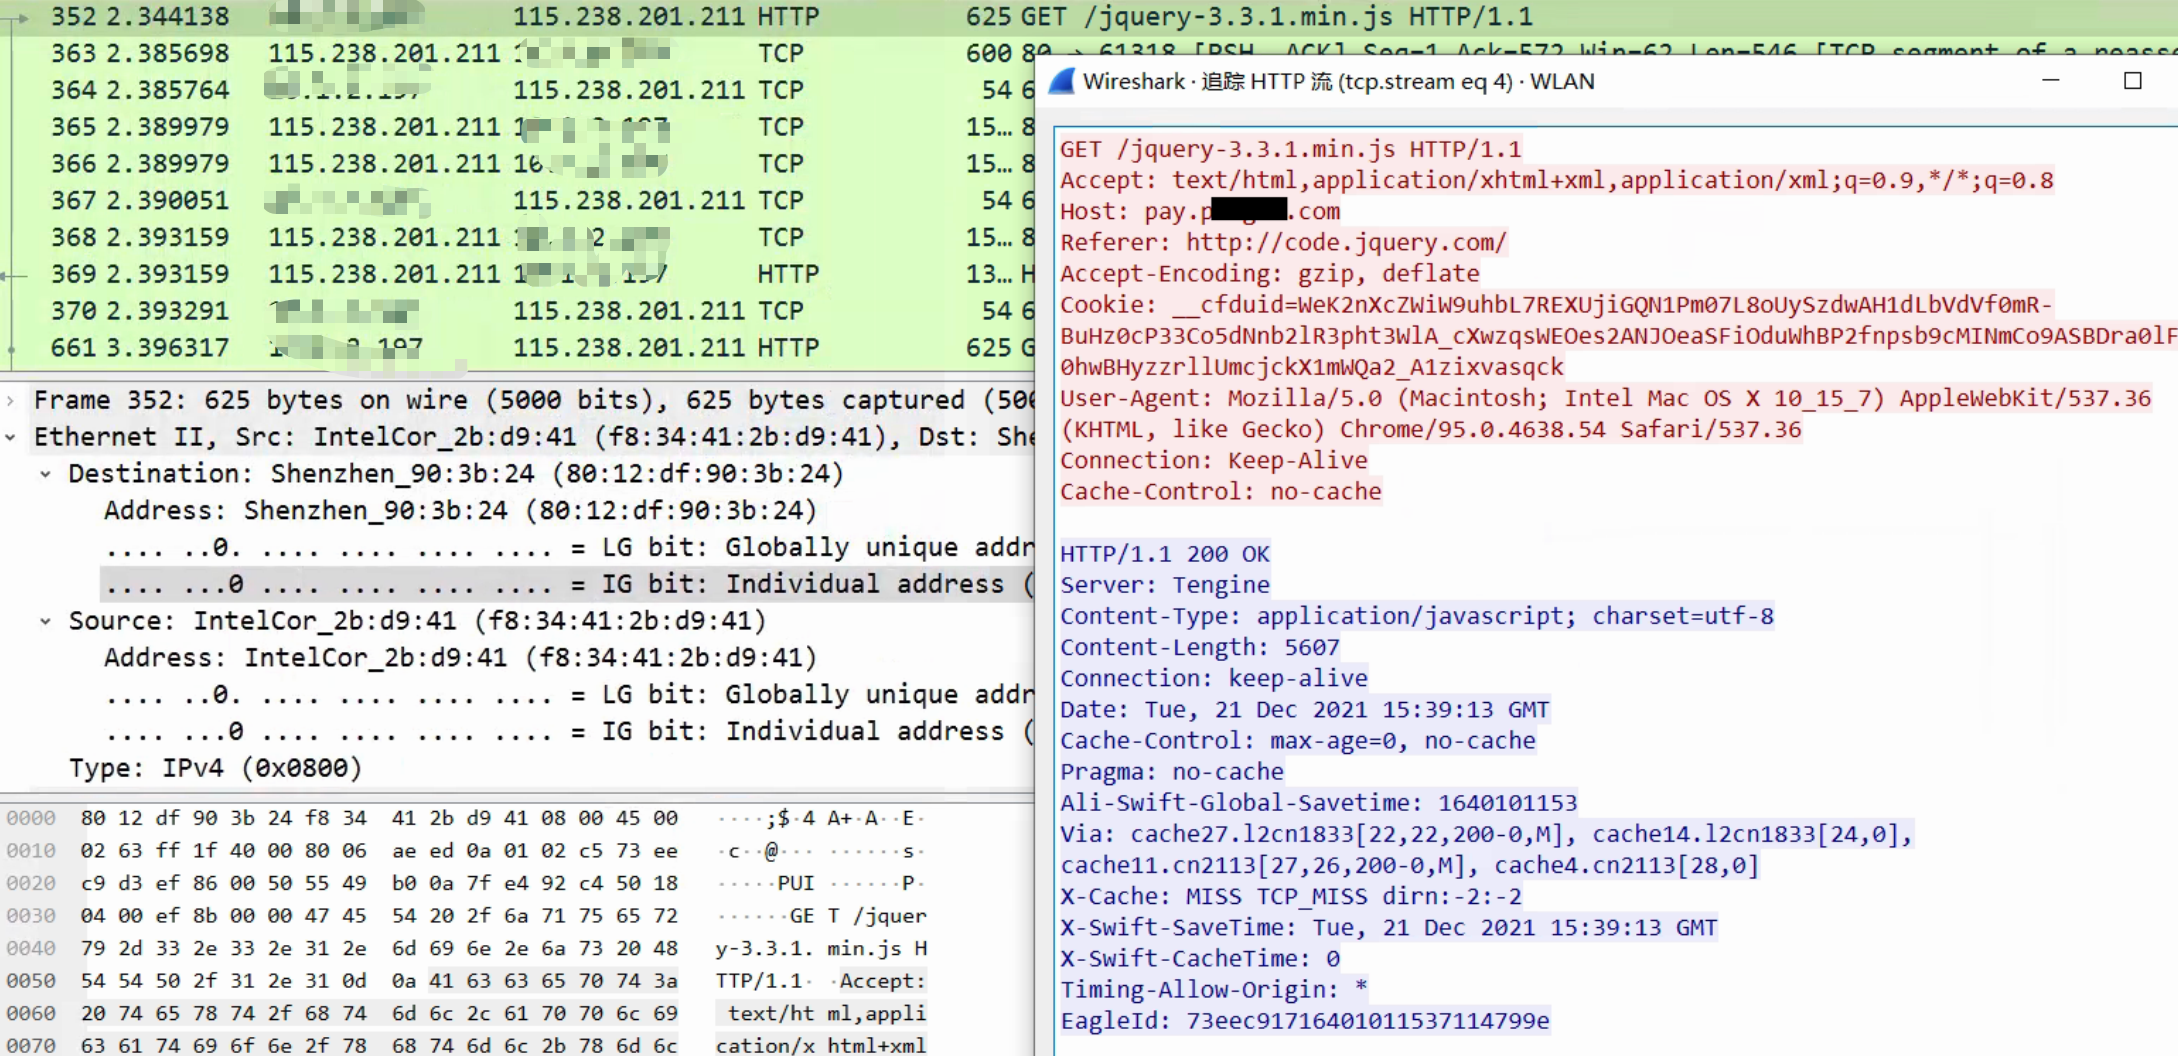 352 2.344138 115.238.201.211 HTTP 625 GET /jquery-3.3.1.min.js HTTP/1.1
363 2.385698 115.238.201.211 TCP 600 80 → 61318 [PSH, ACK] Seq=1 Ack=572 Win=62 Len=546 [TCP segment of a reasse
364 2.385764 115.238.201.211 TCP 54 6
365 2.389979 115.238.201.211 TCP 15… 8
366 2.389979 115.238.201.211 TCP 15… 8
367 2.390051 115.238.201.211 TCP 54 6
368 2.393159 115.238.201.211 TCP 15… 8
369 2.393159 115.238.201.211 HTTP 13… H
370 2.393291 115.238.201.211 TCP 54 6
661 3.396317 115.238.201.211 HTTP 625 G
Frame 352: 625 bytes on wire (5000 bits), 625 bytes captured (500
Ethernet II, Src: IntelCor_2b:d9:41 (f8:34:41:2b:d9:41), Dst: She
Destination: Shenzhen_90:3b:24 (80:12:df:90:3b:24)
Address: Shenzhen_90:3b:24 (80:12:df:90:3b:24)
.... ..0. .... .... .... .... = LG bit: Globally unique addr
.... ...0 .... .... .... .... = IG bit: Individual address (
Source: IntelCor_2b:d9:41 (f8:34:41:2b:d9:41)
Address: IntelCor_2b:d9:41 (f8:34:41:2b:d9:41)
.... ..0. .... .... .... .... = LG bit: Globally unique addr
.... ...0 .... .... .... .... = IG bit: Individual address (
Type: IPv4 (0x0800)
0000 80 12 df 90 3b 24 f8 34 41 2b d9 41 08 00 45 00 ····;$·4 A+·A··E·
0010 02 63 ff 1f 40 00 80 06 ae ed 0a 01 02 c5 73 ee ·c··@··· ······s·
0020 c9 d3 ef 86 00 50 55 49 b0 0a 7f e4 92 c4 50 18 ·····PUI ······P·
0030 04 00 ef 8b 00 00 47 45 54 20 2f 6a 71 75 65 72 ······GE T /jquer
0040 79 2d 33 2e 33 2e 31 2e 6d 69 6e 2e 6a 73 20 48 y-3.3.1. min.js H
0050 54 54 50 2f 31 2e 31 0d 0a 41 63 63 65 70 74 3a TTP/1.1· ·Accept:
0060 20 74 65 78 74 2f 68 74 6d 6c 2c 61 70 70 6c 69 text/ht ml,appli
0070 63 61 74 69 6f 6e 2f 78 68 74 6d 6c 2b 78 6d 6c cation/x html+xml
Wireshark · 追踪 HTTP 流 (tcp.stream eq 4) · WLAN
GET /jquery-3.3.1.min.js HTTP/1.1
Accept: text/html,application/xhtml+xml,application/xml;q=0.9,*/*;q=0.8
Host: pay.p .com
Referer: http://code.jquery.com/
Accept-Encoding: gzip, deflate
Cookie: __cfduid=WeK2nXcZWiW9uhbL7REXUjiGQN1Pm07L8oUySzdwAH1dLbVdVf0mR-
BuHz0cP33Co5dNnb2lR3pht3WlA_cXwzqsWEOes2ANJOeaSFiOduWhBP2fnpsb9cMINmCo9ASBDra0lF
0hwBHyzzrllUmcjckX1mWQa2_A1zixvasqck
User-Agent: Mozilla/5.0 (Macintosh; Intel Mac OS X 10_15_7) AppleWebKit/537.36
(KHTML, like Gecko) Chrome/95.0.4638.54 Safari/537.36
Connection: Keep-Alive
Cache-Control: no-cache
HTTP/1.1 200 OK
Server: Tengine
Content-Type: application/javascript; charset=utf-8
Content-Length: 5607
Connection: keep-alive
Date: Tue, 21 Dec 2021 15:39:13 GMT
Cache-Control: max-age=0, no-cache
Pragma: no-cache
Ali-Swift-Global-Savetime: 1640101153
Via: cache27.l2cn1833[22,22,200-0,M], cache14.l2cn1833[24,0],
cache11.cn2113[27,26,200-0,M], cache4.cn2113[28,0]
X-Cache: MISS TCP_MISS dirn:-2:-2
X-Swift-SaveTime: Tue, 21 Dec 2021 15:39:13 GMT
X-Swift-CacheTime: 0
Timing-Allow-Origin: *
EagleId: 73eec91716401011537114799e